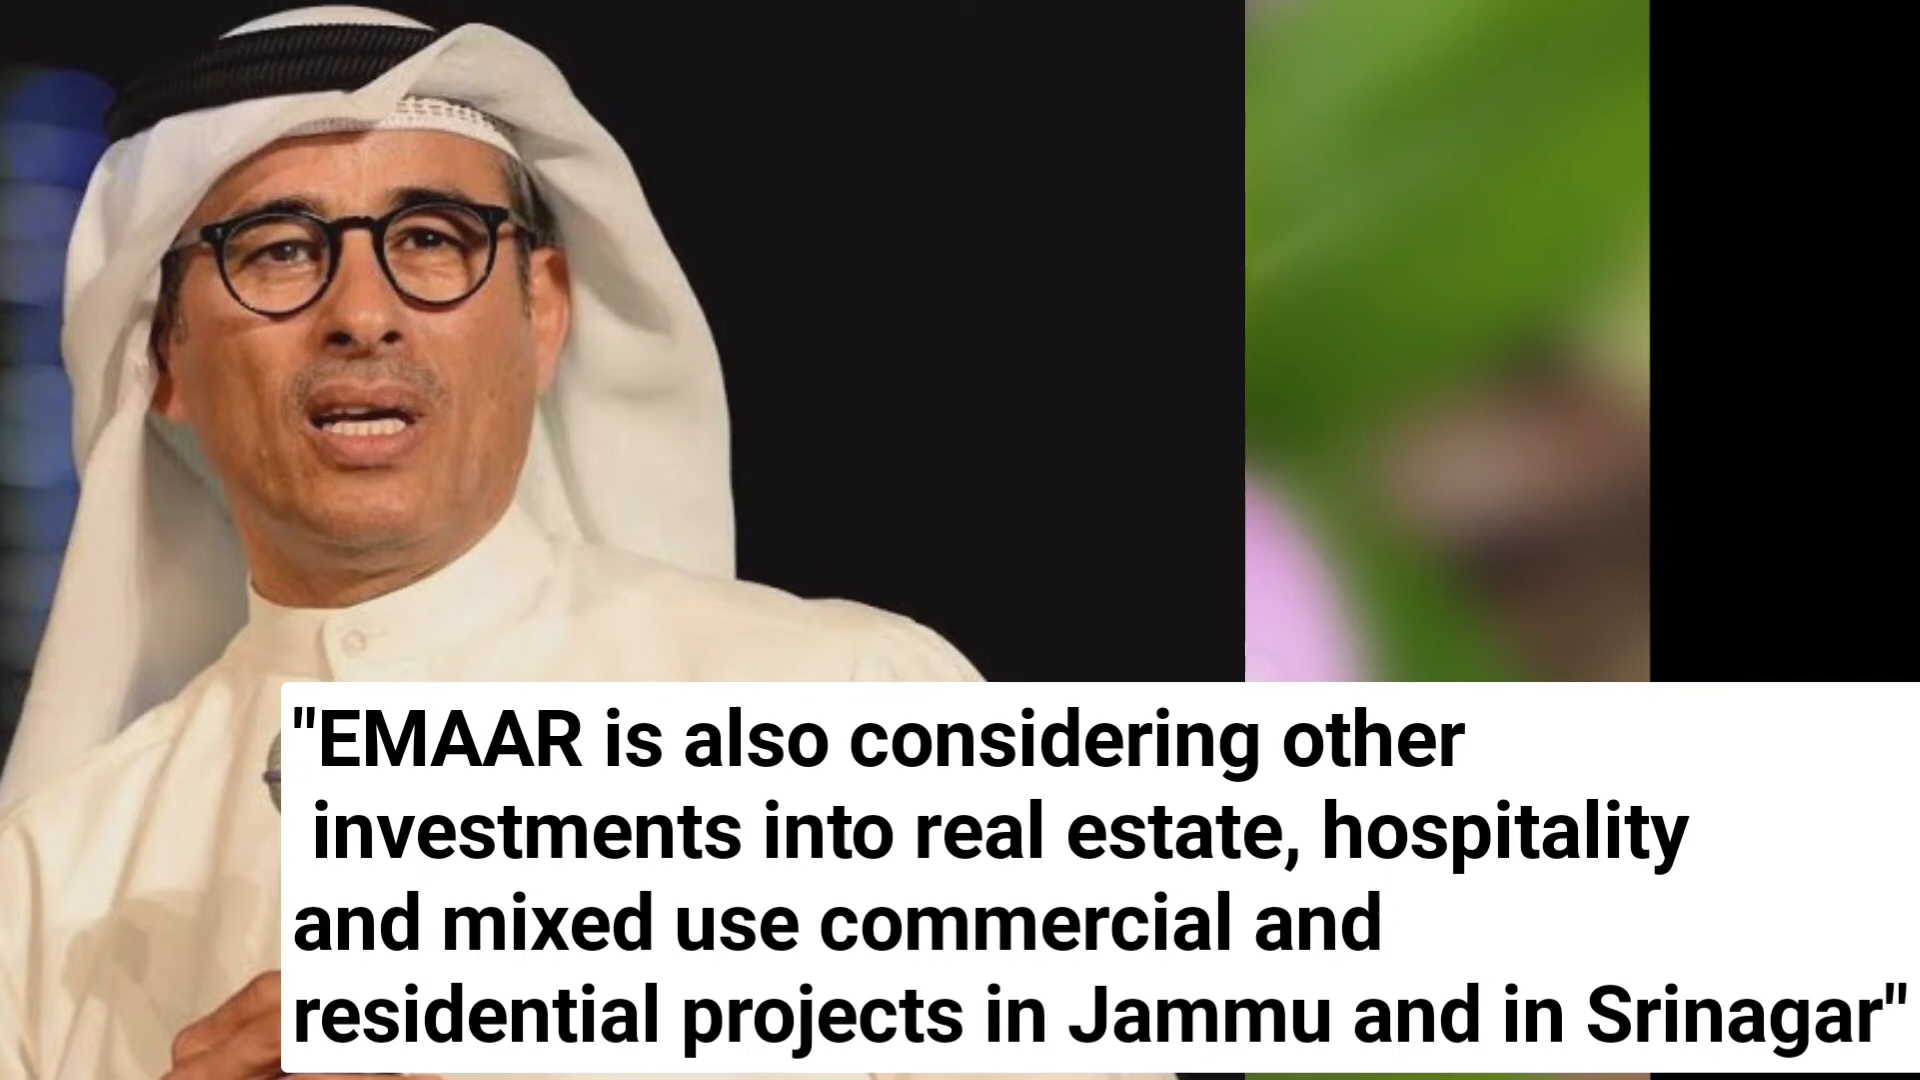 "EMAAR is also considering other
investments into real estate, hospitality
and mixed use commercial and
residential projects in Jammu and in Srinagar"